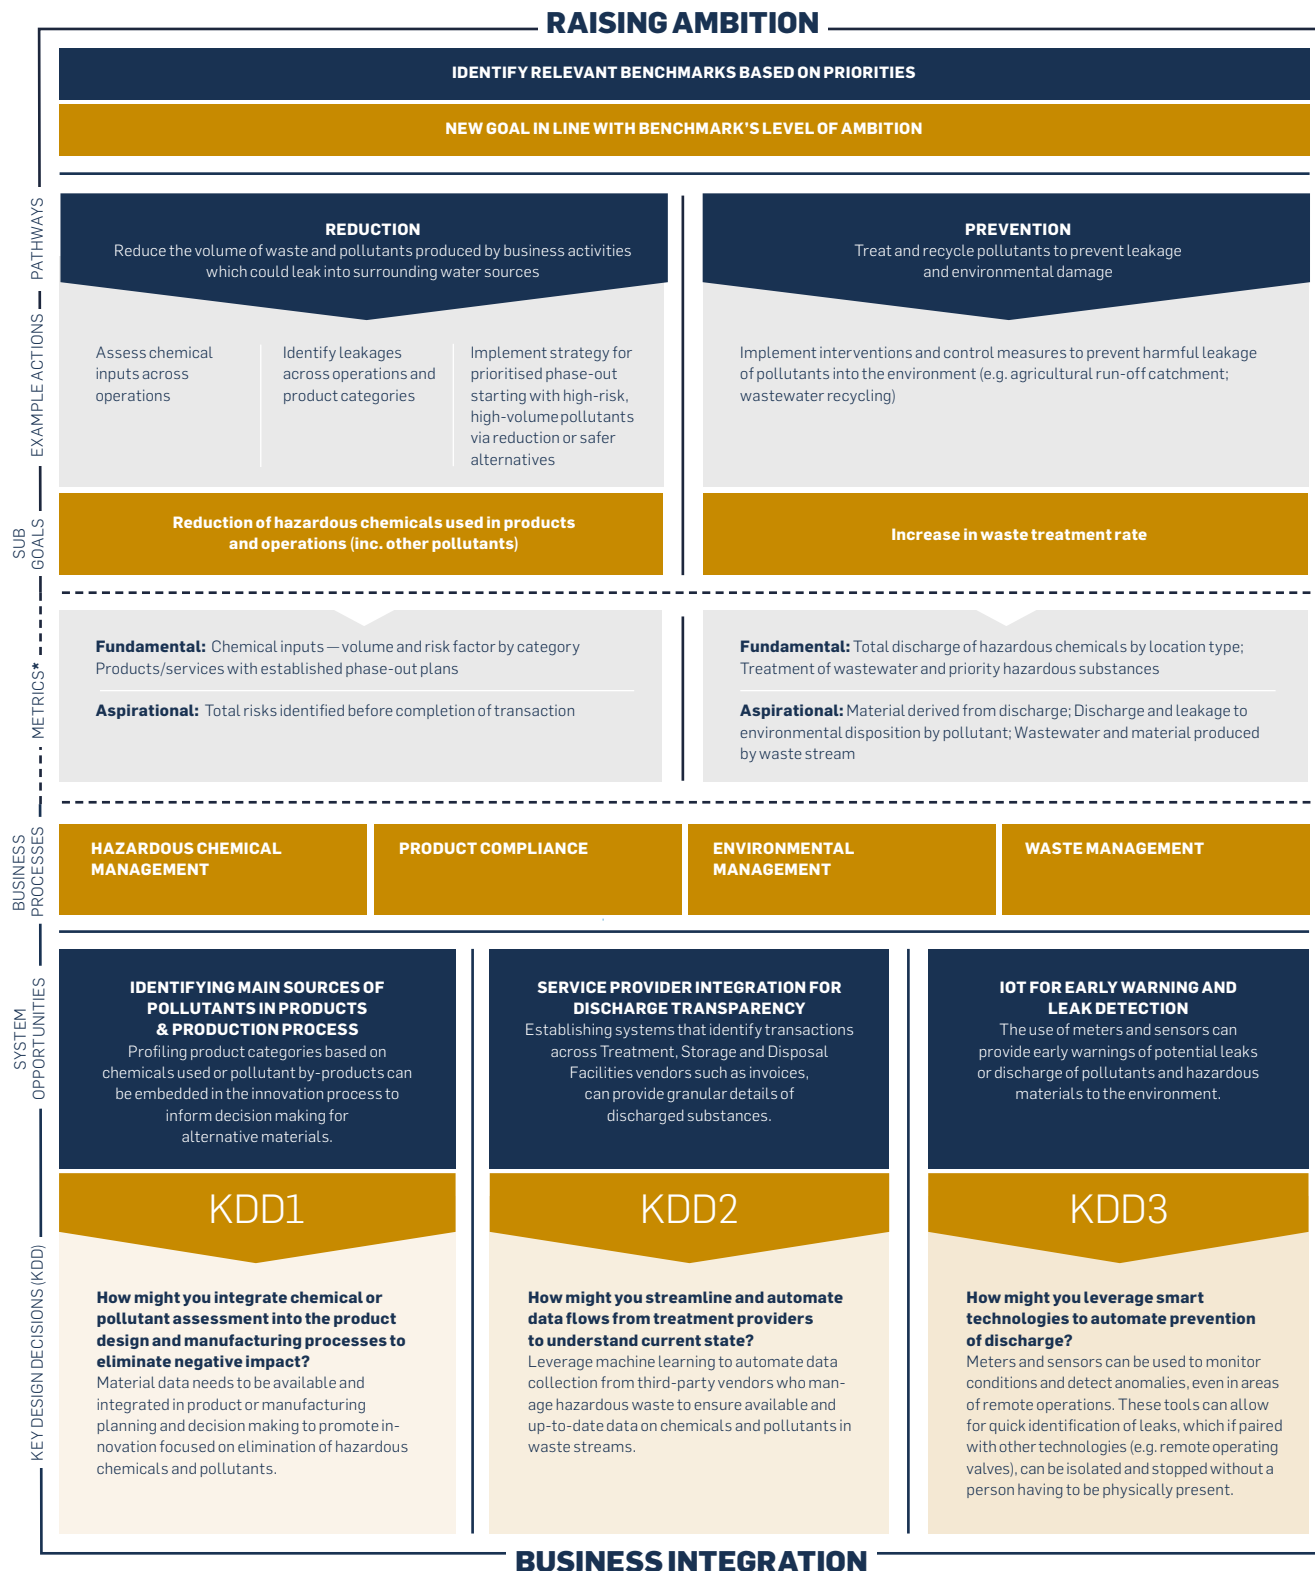 RAISING AMBITION
IDENTIFY RELEVANT BENCHMARKS BASED ON PRIORITIES
NEW GOAL IN LINE WITH BENCHMARK'S LEVEL OF AMBITION
PATHWAYS
REDUCTION
Reduce the volume of waste and pollutants produced by business activities
which could leak into surrounding water sources
PREVENTION
Treat and recycle pollutants to prevent leakage
and environmental damage
EXAMPLE ACTIONS
Assess chemical
inputs across
operations
Identify leakages
across operations and
product categories
Implement strategy for
prioritised phase-out
starting with high-risk,
high-volume pollutants
via reduction or safer
alternatives
Implement interventions and control measures to prevent harmful leakage
of pollutants into the environment (e.g. agricultural run-off catchment;
wastewater recycling)
SUB
GOALS
Reduction of hazardous chemicals used in products
and operations (inc. other pollutants)
Increase in waste treatment rate
METRICS*
Fundamental: Chemical inputs — volume and risk factor by category
Products/services with established phase-out plans
Aspirational: Total risks identified before completion of transaction
Fundamental: Total discharge of hazardous chemicals by location type;
Treatment of wastewater and priority hazardous substances
Aspirational: Material derived from discharge; Discharge and leakage to
environmental disposition by pollutant; Wastewater and material produced
by waste stream
BUSINESS
PROCESSES
HAZARDOUS CHEMICAL
MANAGEMENT
PRODUCT COMPLIANCE
ENVIRONMENTAL
MANAGEMENT
WASTE MANAGEMENT
SYSTEM
OPPORTUNITIES
IDENTIFYING MAIN SOURCES OF
POLLUTANTS IN PRODUCTS
& PRODUCTION PROCESS
Profiling product categories based on
chemicals used or pollutant by-products can
be embedded in the innovation process to
inform decision making for
alternative materials.
SERVICE PROVIDER INTEGRATION FOR
DISCHARGE TRANSPARENCY
Establishing systems that identify transactions
across Treatment, Storage and Disposal
Facilities vendors such as invoices,
can provide granular details of
discharged substances.
IOT FOR EARLY WARNING AND
LEAK DETECTION
The use of meters and sensors can
provide early warnings of potential leaks
or discharge of pollutants and hazardous
materials to the environment.
KEY DESIGN DECISIONS (KDD)
KDD1
How might you integrate chemical or
pollutant assessment into the product
design and manufacturing processes to
eliminate negative impact?
Material data needs to be available and
integrated in product or manufacturing
planning and decision making to promote in-
novation focused on elimination of hazardous
chemicals and pollutants.
KDD2
How might you streamline and automate
data flows from treatment providers
to understand current state?
Leverage machine learning to automate data
collection from third-party vendors who man-
age hazardous waste to ensure available and
up-to-date data on chemicals and pollutants in
waste streams.
KDD3
How might you leverage smart
technologies to automate prevention
of discharge?
Meters and sensors can be used to monitor
conditions and detect anomalies, even in areas
of remote operations. These tools can allow
for quick identification of leaks, which if paired
with other technologies (e.g. remote operating
valves), can be isolated and stopped without a
person having to be physically present.
BUSINESS INTEGRATION